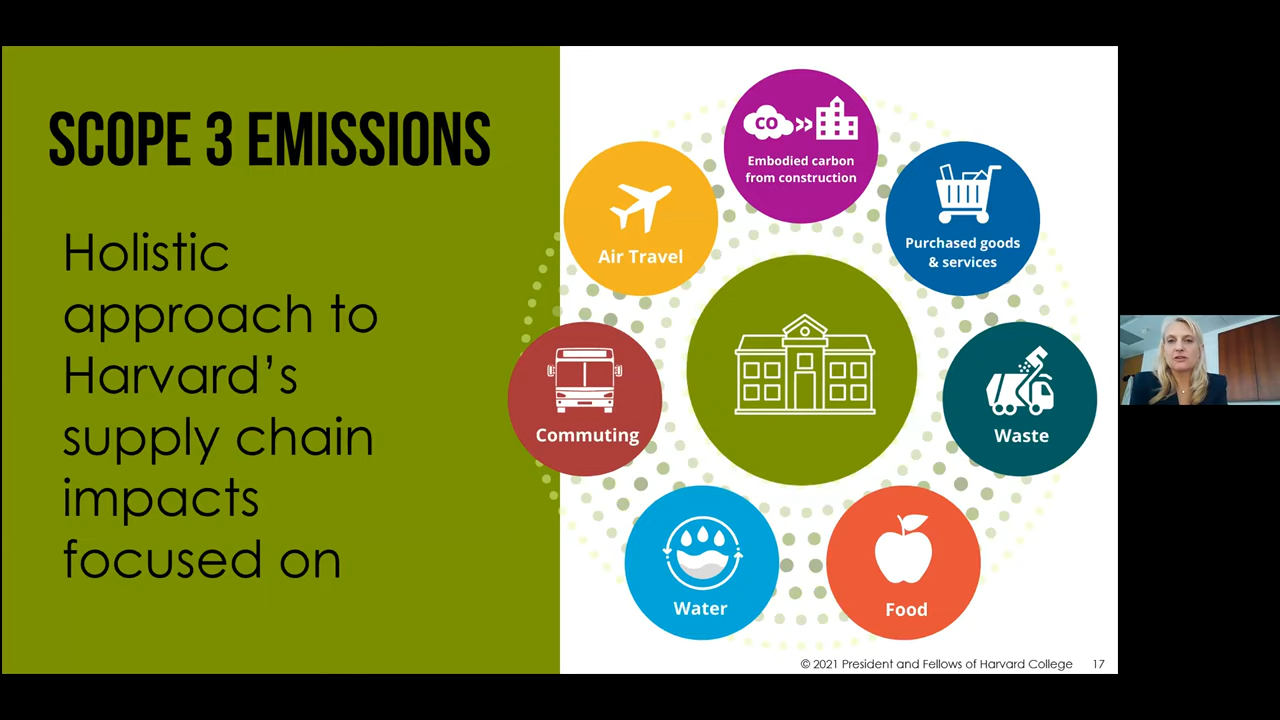 SCOPE 3 EMISSIONS
Holistic
approach to
Harvard's
supply chain
impacts
focused on
CO
Embodied carbon
from construction
Air Travel
Purchased goods
& services
Commuting
Waste
Water
Food
© 2021 President and Fellows of Harvard College 17